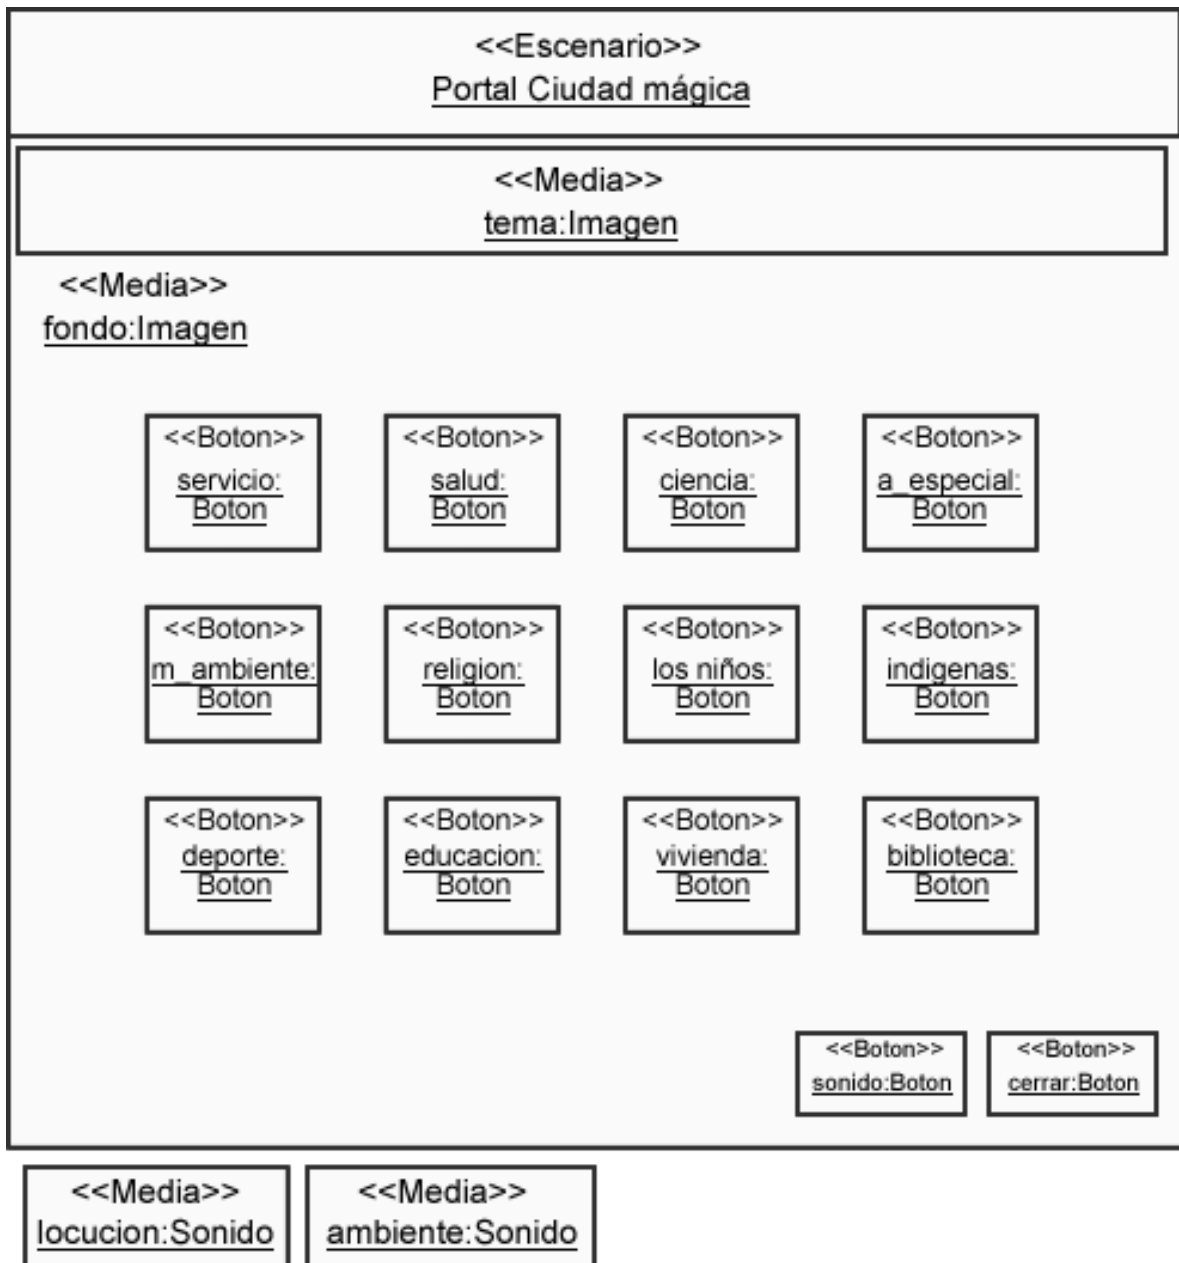 <<Escenario>>
Portal Ciudad mágica
<<Media>>
tema:Imagen
<<Media>>
fondo:Imagen
<<Boton>>
servicio:
Boton
<<Boton>>
salud:
Boton
<<Boton>>
ciencia:
Boton
<<Boton>>
a_especial:
Boton
<<Boton>>
m_ambiente:
Boton
<<Boton>>
religion:
Boton
<<Boton>>
los niños:
Boton
<<Boton>>
indigenas:
Boton
<<Boton>>
deporte:
Boton
<<Boton>>
educacion:
Boton
<<Boton>>
vivienda:
Boton
<<Boton>>
biblioteca:
Boton
<<Boton>>
sonido:Boton
<<Boton>>
cerrar:Boton
<<Media>>
locucion:Sonido
<<Media>>
ambiente:Sonido